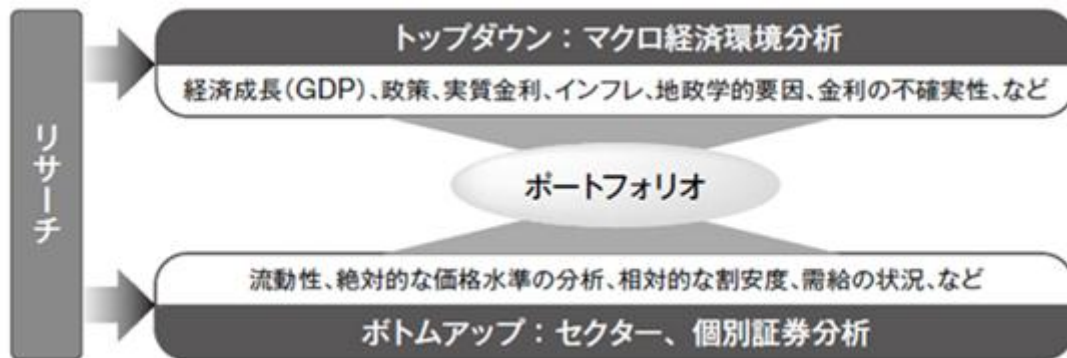 リサーチ
トップダウン：マクロ経済環境分析
経済成長（GDP）、政策、実質金利、インフレ、地政学的要因、金利の不確実性、など
ポートフォリオ
流動性、絶対的な価格水準の分析、相対的な割安度、需給の状況、など
ボトムアップ：セクター、個別証券分析